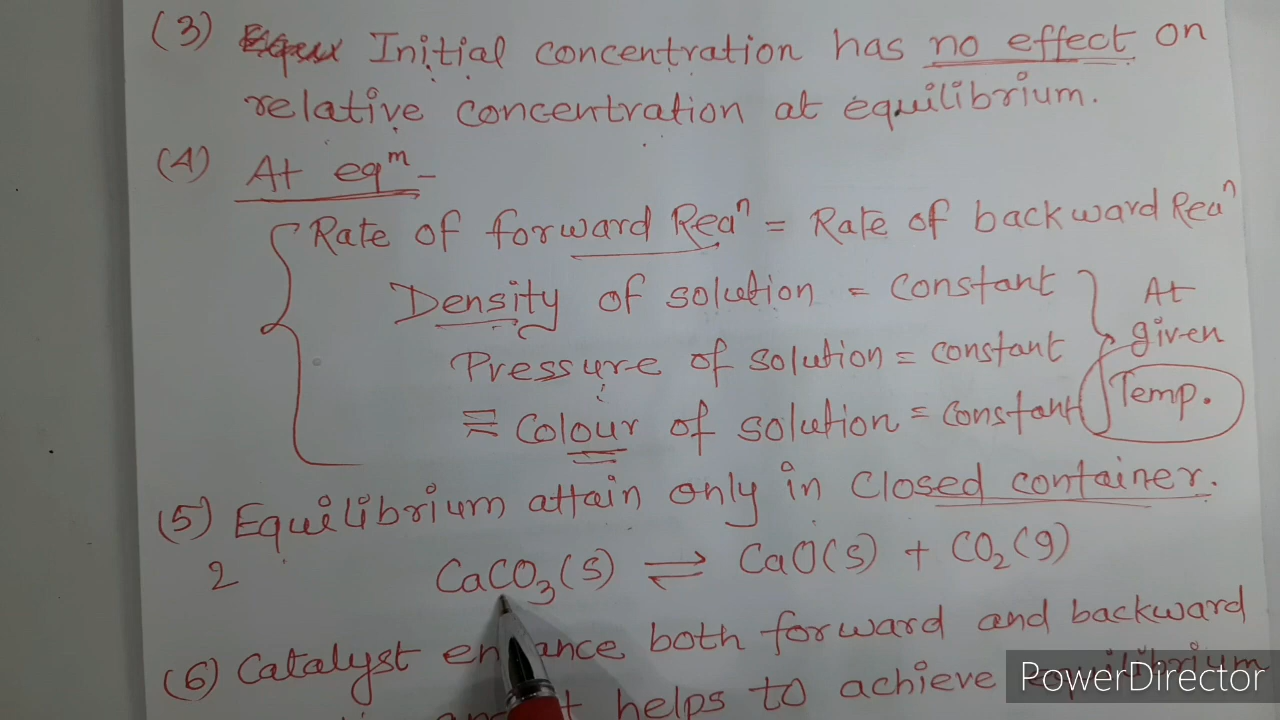 (3) Initial concentration has no effect on
relative concentration at equilibrium.
(4) At eqᵐ -
Rate of forward Reaⁿ = Rate of backward Reaⁿ
Density of solution = constant
Pressure of solution = constant
At given Temp.
= Colour of solution = constant
(5) Equilibrium attain only in closed container.
2 CaCO₃(s) ⇌ CaO(s) + CO₂(g)
(6) Catalyst both forward and backward
helps to achieve equilibrium
PowerDirector